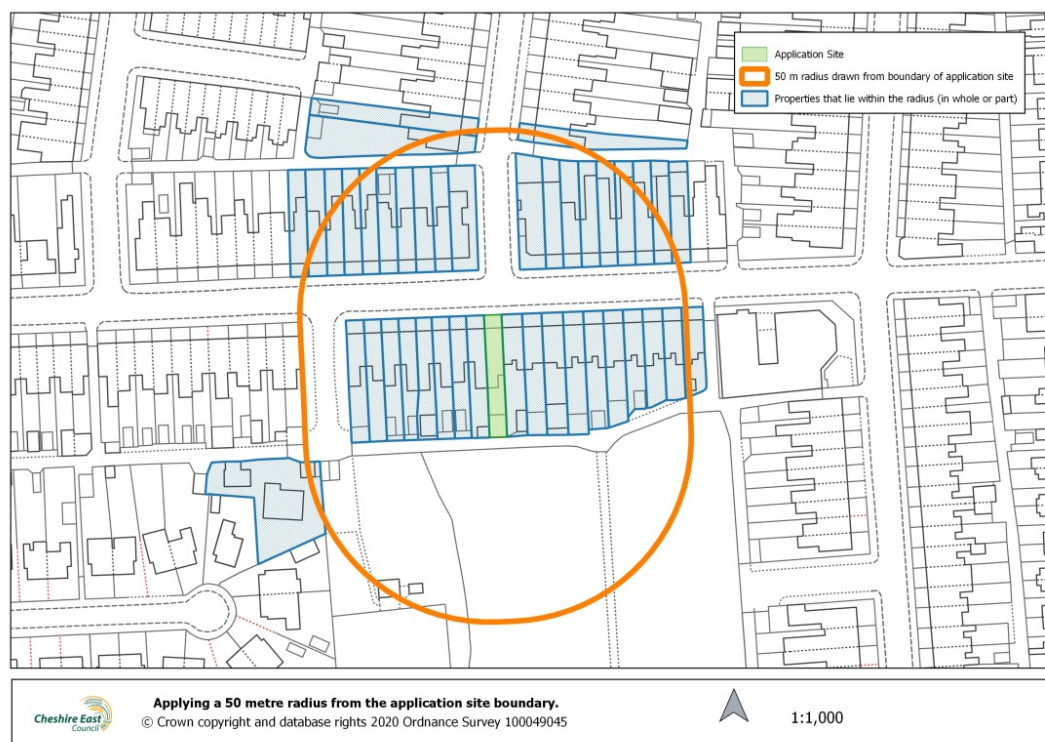 Application Site
50 m radius drawn from boundary of application site
Properties that lie within the radius (in whole or part)
Cheshire East
Council
Applying a 50 metre radius from the application site boundary.
© Crown copyright and database rights 2020 Ordnance Survey 100049045
1:1,000